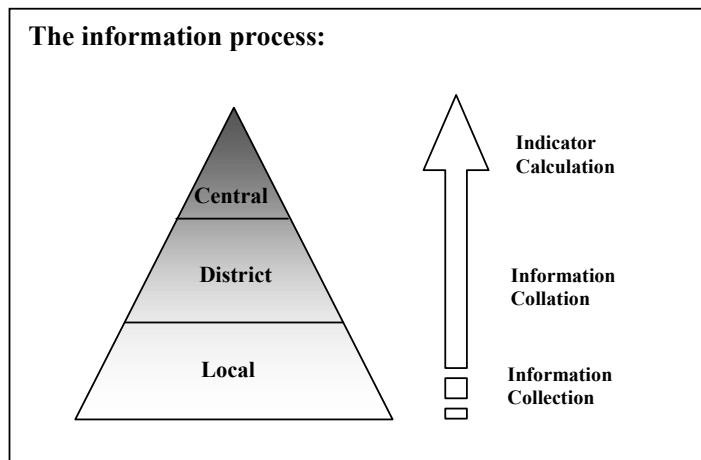 The information process:
Central
District
Local
Indicator
Calculation
Information
Collation
Information
Collection